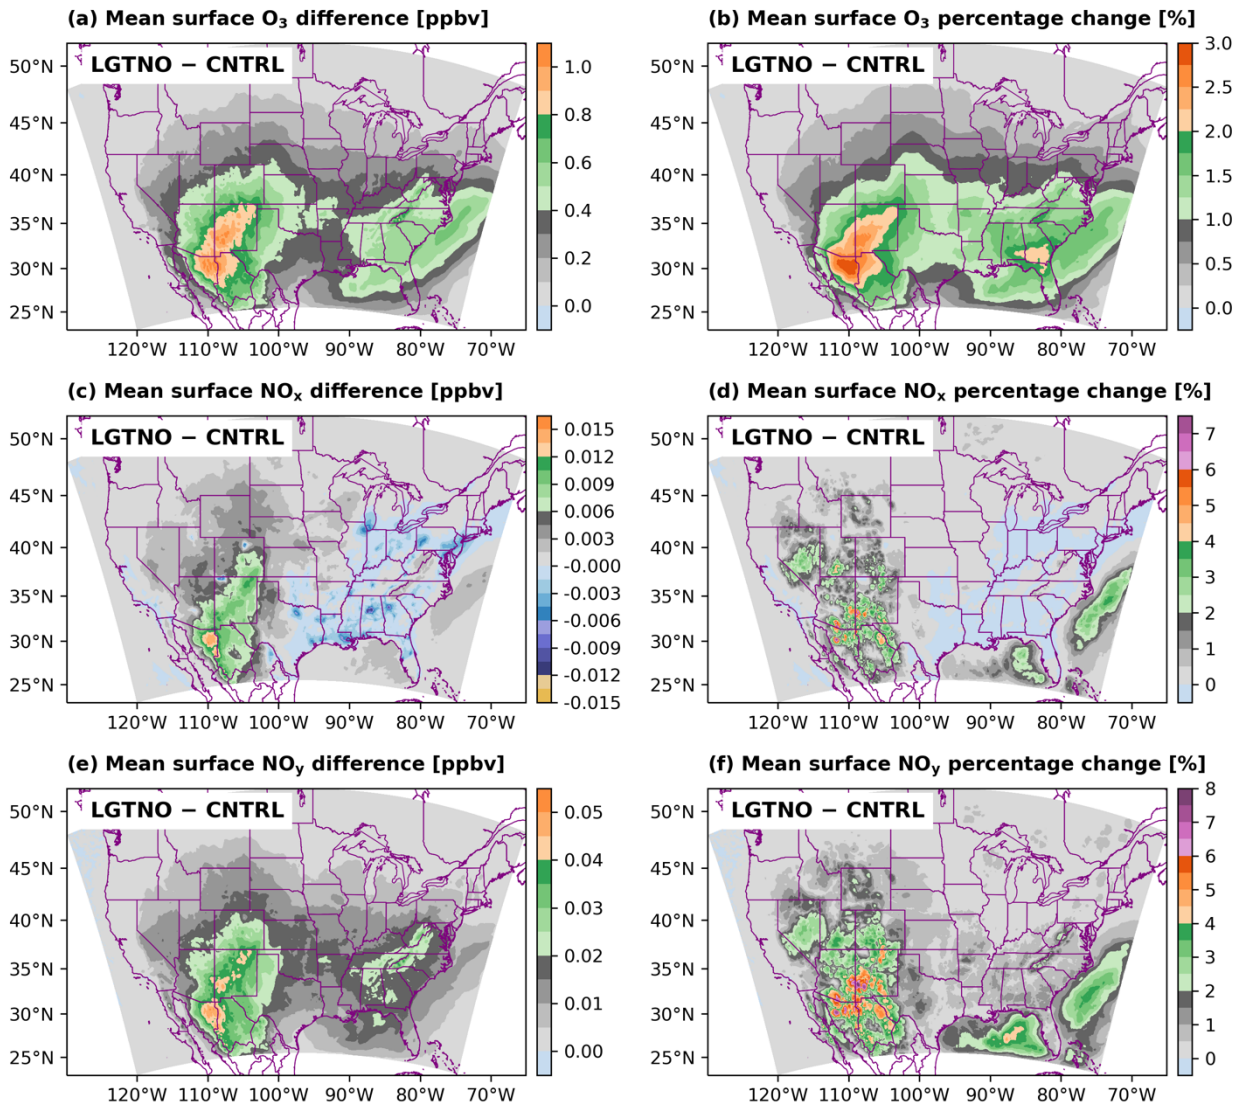 (a) Mean surface O₃ difference [ppbv]
LGTNO − CNTRL
50°N
45°N
40°N
35°N
30°N
25°N
120°W 110°W 100°W 90°W 80°W 70°W
1.0
0.8
0.6
0.4
0.2
0.0
(b) Mean surface O₃ percentage change [%]
LGTNO − CNTRL
50°N
45°N
40°N
35°N
30°N
25°N
120°W 110°W 100°W 90°W 80°W 70°W
3.0
2.5
2.0
1.5
1.0
0.5
0.0
(c) Mean surface NOₓ difference [ppbv]
LGTNO − CNTRL
50°N
45°N
40°N
35°N
30°N
25°N
120°W 110°W 100°W 90°W 80°W 70°W
0.015
0.012
0.009
0.006
0.003
-0.000
-0.003
-0.006
-0.009
-0.012
-0.015
(d) Mean surface NOₓ percentage change [%]
LGTNO − CNTRL
50°N
45°N
40°N
35°N
30°N
25°N
120°W 110°W 100°W 90°W 80°W 70°W
7
6
5
4
3
2
1
0
(e) Mean surface NOy difference [ppbv]
LGTNO − CNTRL
50°N
45°N
40°N
35°N
30°N
25°N
120°W 110°W 100°W 90°W 80°W 70°W
0.05
0.04
0.03
0.02
0.01
0.00
(f) Mean surface NOy percentage change [%]
LGTNO − CNTRL
50°N
45°N
40°N
35°N
30°N
25°N
120°W 110°W 100°W 90°W 80°W 70°W
8
7
6
5
4
3
2
1
0